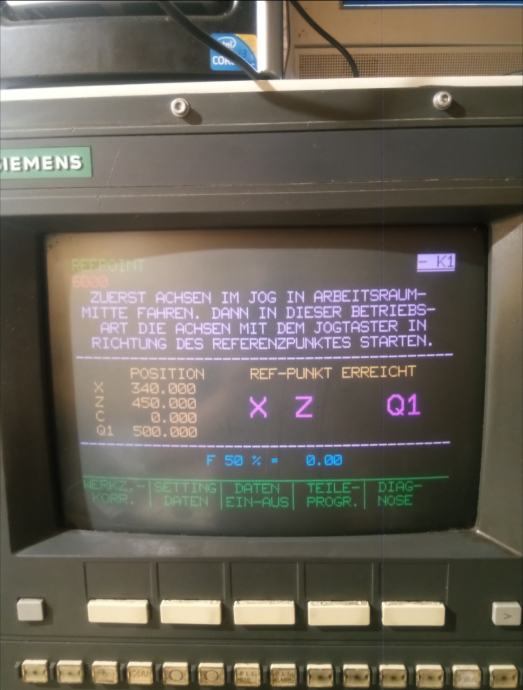 intel
CORE
SIEMENS
REFPOINT
- K1
6000
ZUERST ACHSEN IM JOG IN ARBEITSRAUM-
MITTE FAHREN. DANN IN DIESER BETRIEBS-
ART DIE ACHSEN MIT DEM JOGTASTER IN
RICHTUNG DES REFERENZPUNKTES STARTEN.
POSITION REF-PUNKT ERREICHT
X 340.000
Z 450.000
C 0.000
Q1 500.000
X Z Q1
F 50 % = 0.00
WERKZ.- SETTING DATEN TEILE- DIAG-
KORR. DATEN EIN-AUS PROGR. NOSE
>